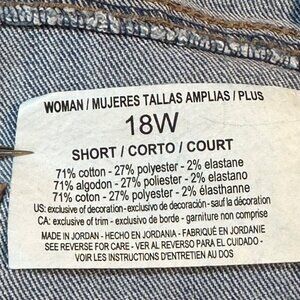 WOMAN / MUJERES TALLAS AMPLIAS / PLUS
18W
SHORT / CORTO / COURT
71% cotton - 27% polyester - 2% elastane
71% algodon - 27% polyester - 2% elastano
71% coton - 27% polyester - 2% élasthanne
US: exclusive of decoration - exclusivo de decoración - sauf la décoration
CA: exclusive of trim - exclusivo de borde - garniture non comprise
MADE IN JORDAN - HECHO EN JORDANIA - FABRIQUÉ EN JORDANIE
SEE REVERSE FOR CARE - VER AL REVERSO PARA EL CUIDADO -
VOIR LES INSTRUCTIONS D'ENTRETIEN AU DOS